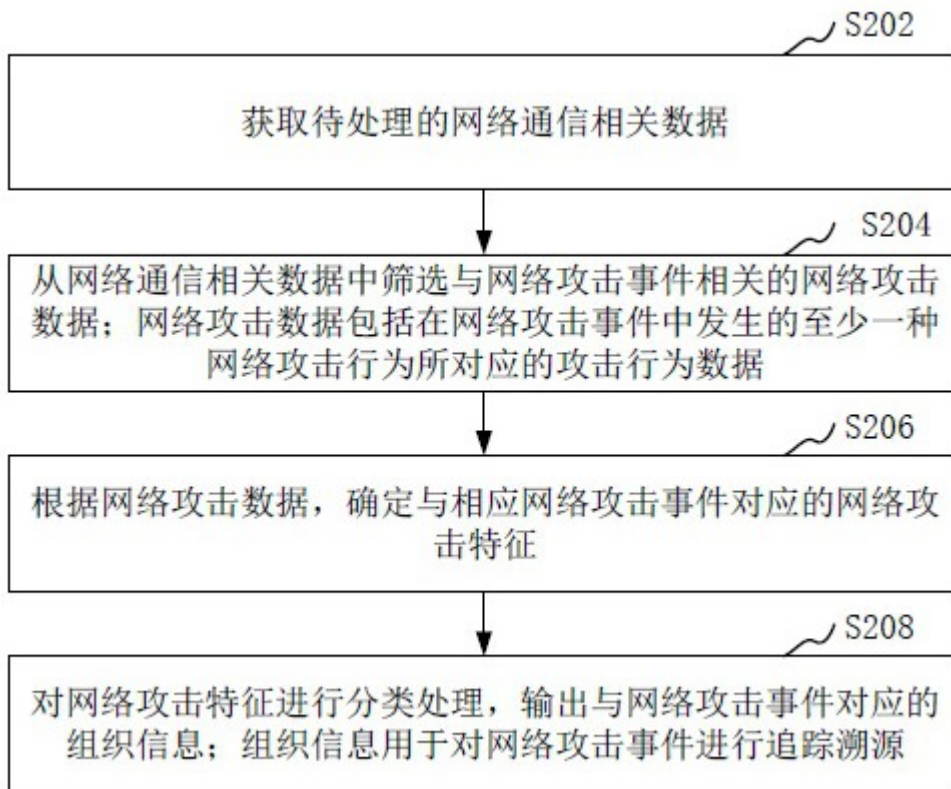 S202
获取待处理的网络通信相关数据
S204
从网络通信相关数据中筛选与网络攻击事件相关的网络攻击
数据；网络攻击数据包括在网络攻击事件中发生的至少一种
网络攻击行为所对应的攻击行为数据
S206
根据网络攻击数据，确定与相应网络攻击事件对应的网络攻
击特征
S208
对网络攻击特征进行分类处理，输出与网络攻击事件对应的
组织信息；组织信息用于对网络攻击事件进行追踪溯源